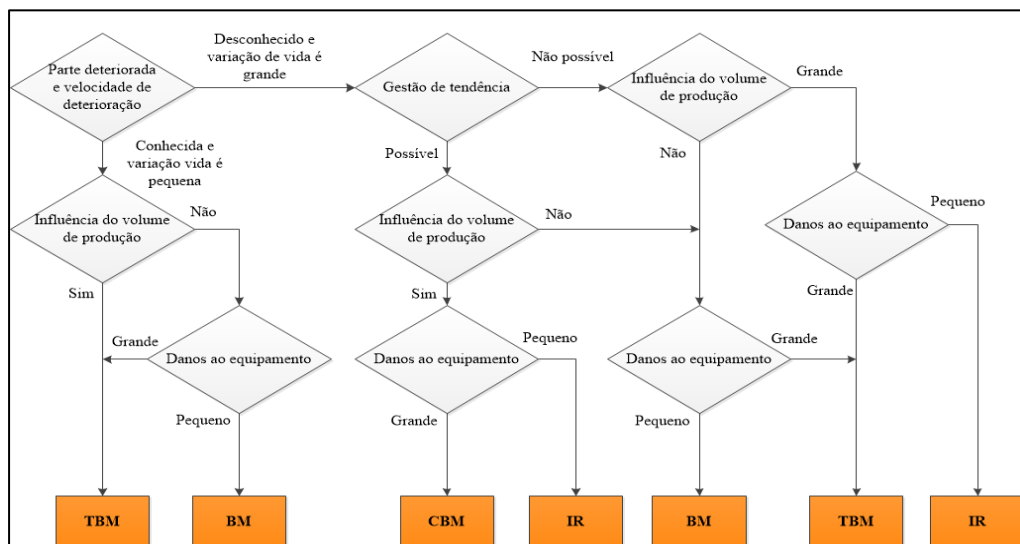 Desconhecido e
variação de vida é
grande
Parte deteriorada
e velocidade de
deterioração
Gestão de tendência
Não possível
Influência do volume
de produção
Grande
Conhecida e
variação vida é
pequena
Possível
Não
Influência do volume
de produção
Não
Influência do volume
de produção
Não
Danos ao equipamento
Pequeno
Sim
Sim
Grande
Grande
Danos ao equipamento
Danos ao equipamento
Pequeno
Danos ao equipamento
Grande
Pequeno
Grande
Pequeno
TBM
BM
CBM
IR
BM
TBM
IR